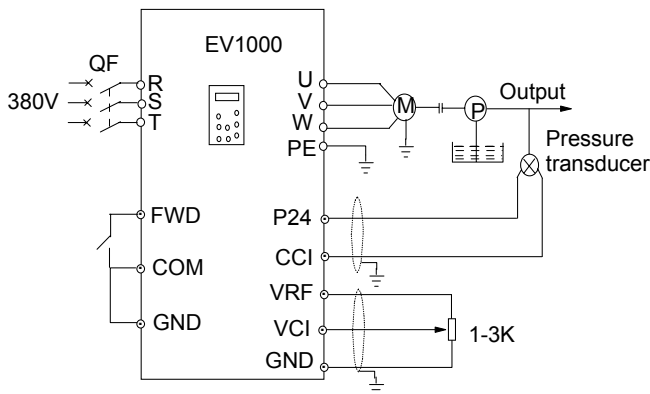 EV1000
QF
380V
R
S
T
U
V
W
PE
M
P
Output
Pressure
transducer
FWD
COM
GND
P24
CCI
VRF
VCI
GND
1-3K